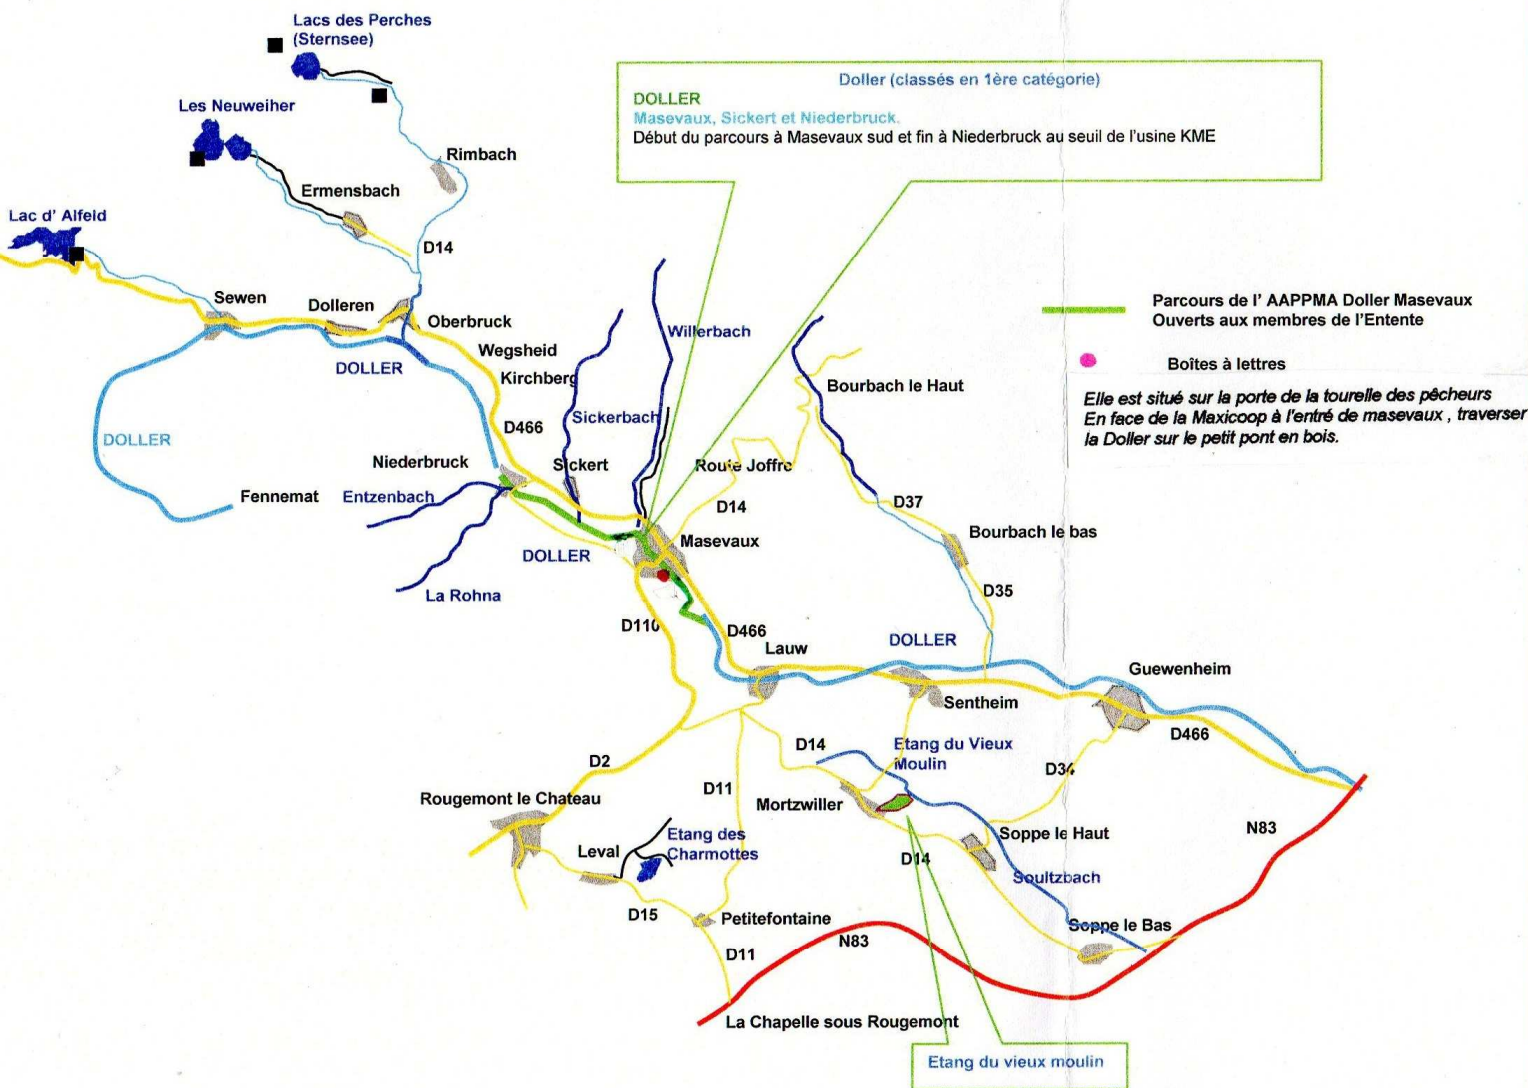 Lacs des Perches
(Sternsee)
Les Neuweiher
Rimbach
Ermensbach
Lac d' Alfeld
D14
Sewen
Dolleren
Oberbruck
DOLLER
Wegsheid
Kirchberg
DOLLER
D466
Niederbruck
Fennemat
Entzenbach
La Rohna
DOLLER
Sickert
Sickerbach
Willerbach
Doller (classés en 1ère catégorie)
DOLLER
Masevaux, Sickert et Niederbruck.
Début du parcours à Masevaux sud et fin à Niederbruck au seuil de l'usine KME
Parcours de l' AAPPMA Doller Masevaux
Ouverts aux membres de l'Entente
Boîtes à lettres
Elle est situé sur la porte de la tourelle des pêcheurs
En face de la Maxicoop à l'entré de masevaux , traverser
la Doller sur le petit pont en bois.
Bourbach le Haut
Route Joffre
D14
D37
Bourbach le bas
D35
Masevaux
D110
D466
Lauw
DOLLER
Guewenheim
Sentheim
D466
D14
Etang du Vieux
Moulin
D34
D2
D11
Rougemont le Chateau
Mortzwiller
Soppe le Haut
N83
Etang des
Charmottes
Leval
D14
Soultzbach
D15
Petitefontaine
Soppe le Bas
N83
D11
La Chapelle sous Rougemont
Etang du vieux moulin